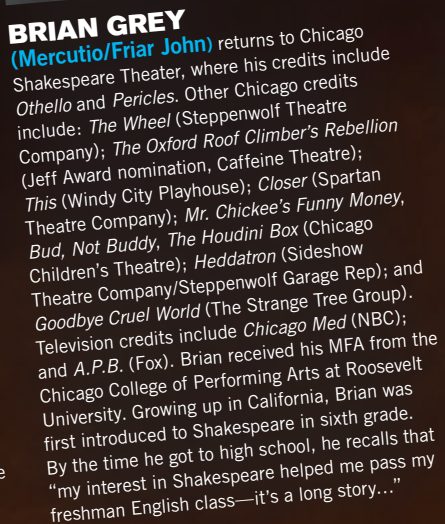 BRIAN GREY
(Mercutio/Friar John) returns to Chicago
Shakespeare Theater, where his credits include
Othello and Pericles. Other Chicago credits
include: The Wheel (Steppenwolf Theatre
Company); The Oxford Roof Climber's Rebellion
(Jeff Award nomination, Caffeine Theatre);
This (Windy City Playhouse); Closer (Spartan
Theatre Company); Mr. Chickee's Funny Money,
Bud, Not Buddy, The Houdini Box (Chicago
Children's Theatre); Heddatron (Sideshow
Theatre Company/Steppenwolf Garage Rep); and
Goodbye Cruel World (The Strange Tree Group).
Television credits include Chicago Med (NBC);
and A.P.B. (Fox). Brian received his MFA from the
Chicago College of Performing Arts at Roosevelt
University. Growing up in California, Brian was
first introduced to Shakespeare in sixth grade.
By the time he got to high school, he recalls that
“my interest in Shakespeare helped me pass my
freshman English class—it's a long story…”